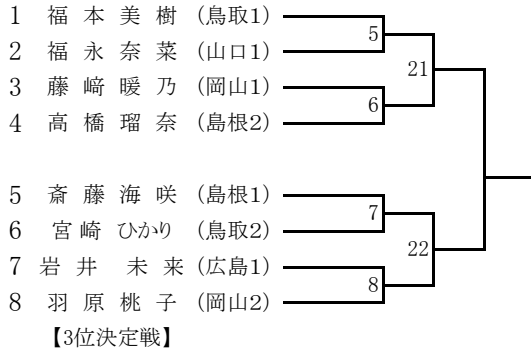 1 福本美樹 (鳥取1)
2 福永奈菜 (山口1)
3 藤﨑暖乃 (岡山1)
4 高橋瑠奈 (島根2)
5
6
21
5 斎藤海咲 (島根1)
6 宮崎ひかり (鳥取2)
7 岩井未来 (広島1)
8 羽原桃子 (岡山2)
7
8
22
【3位決定戦】